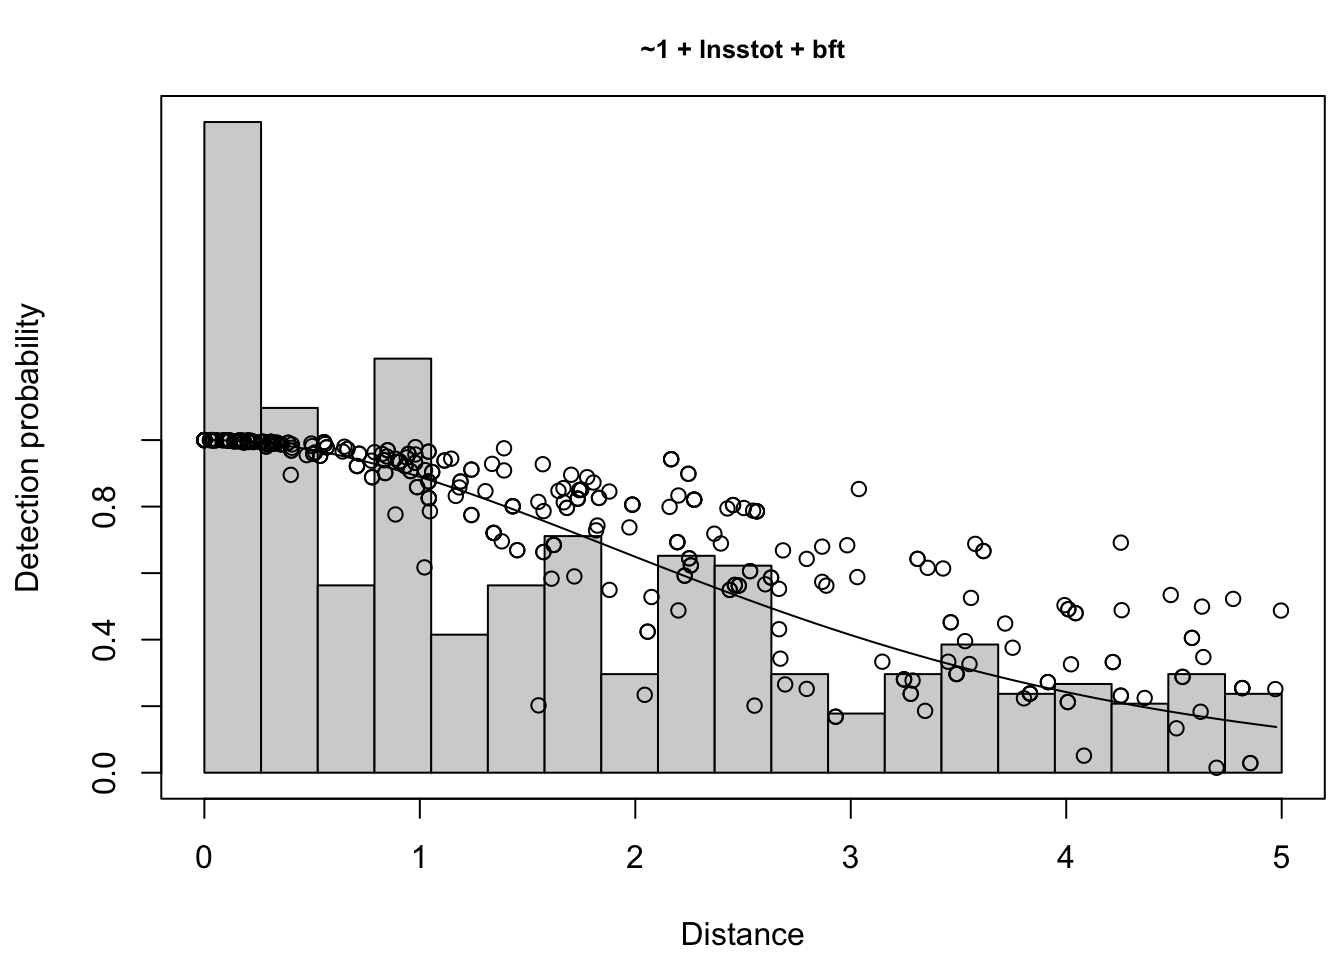 ~1 + lnsstot + bft
Detection probability
0.8
0.4
0.0
0 1 2 3 4 5
Distance